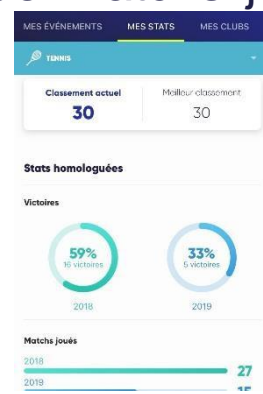 MES ÉVÉNEMENTS MES STATS MES CLUBS
TENNIS
Classement actuel Meilleur classement
30 30
Stats homologuées
Victoires
59% 33%
16 victoires 5 victoires
2018 2019
Matchs joués
2018
27
2019
15